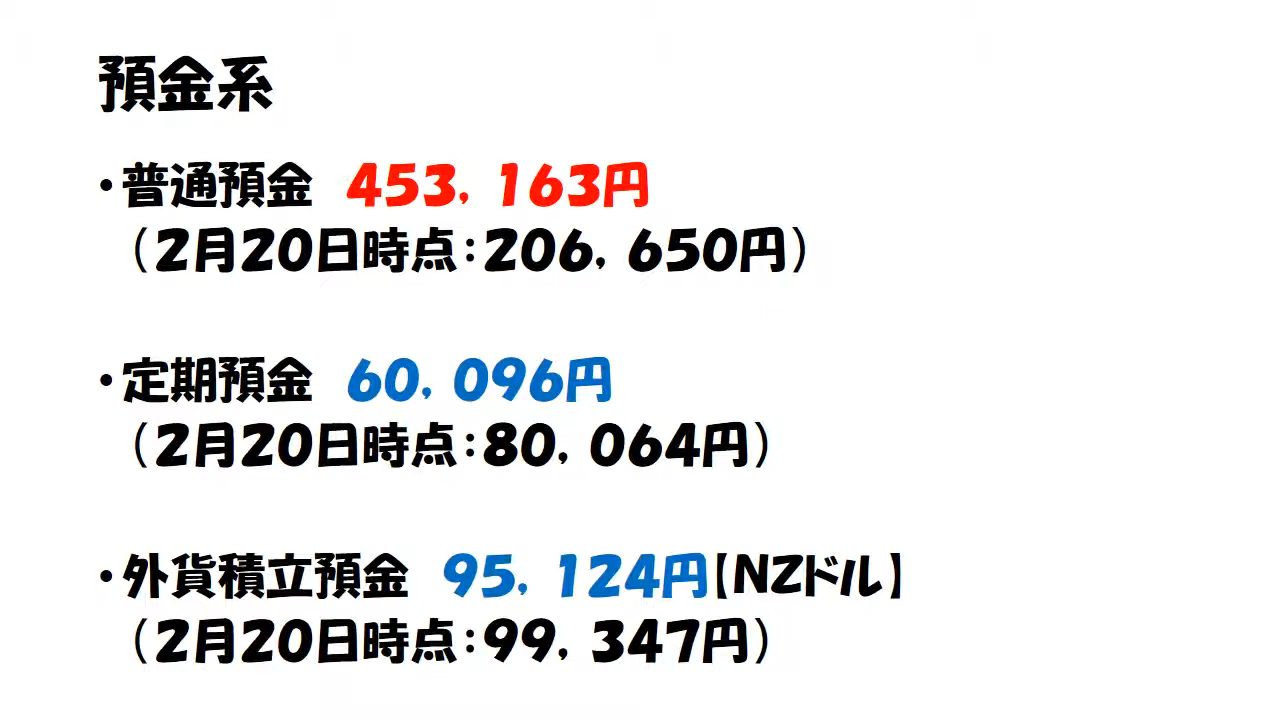 預金系
・普通預金　453，163円
（2月20日時点：206，650円）
・定期預金　60，096円
（2月20日時点：80，064円）
・外貨積立預金　95，124円【NZドル】
（2月20日時点：99，347円）